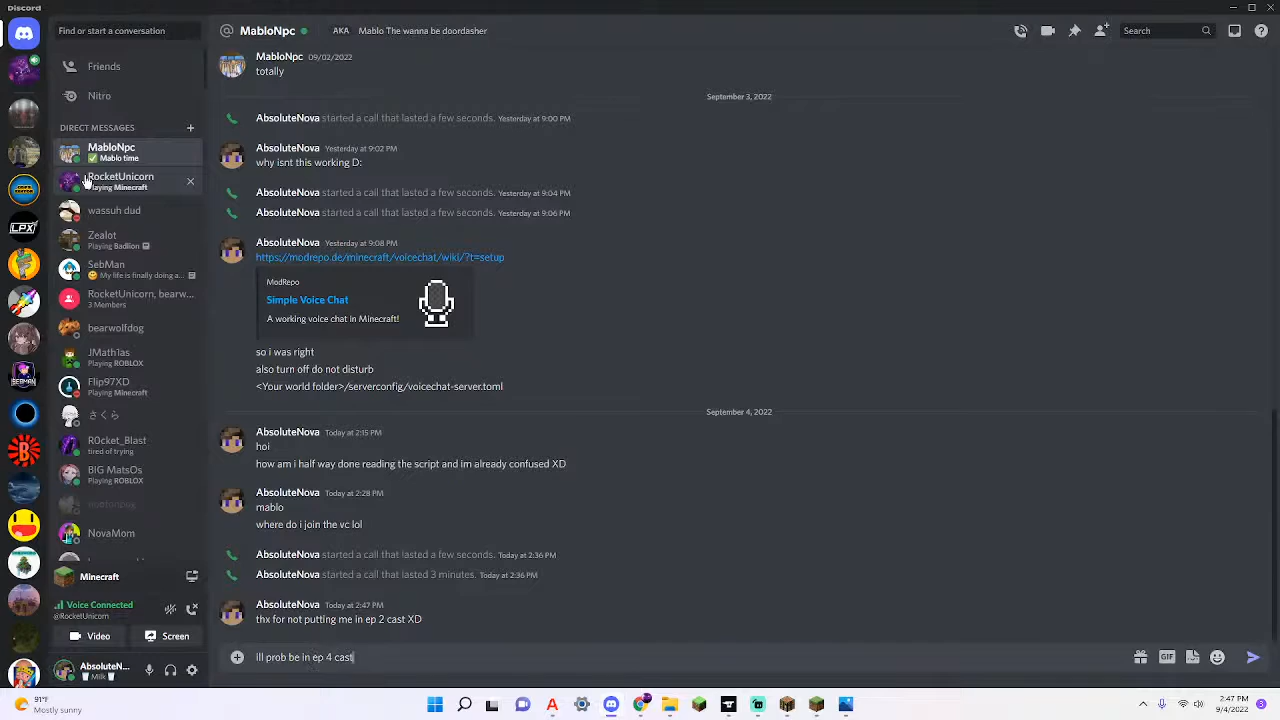 Discord
Find or start a conversation
MabloNpc
AKA
Mablo The wanna be doordasher
Search
Friends
Nitro
DIRECT MESSAGES
MabloNpc
✅ Mablo time
RocketUnicorn
Playing Minecraft
wassuh dud
Zealot
Playing Badlion
SebMan
My life is finally doing a...
RocketUnicorn, bearw...
3 Members
bearwolfdog
JMath1as
Playing ROBLOX
Flip97XD
Playing Minecraft
さくら
R0cket_Blast
tired of trying
BIG MatsOs
Playing ROBLOX
NovaMom
Minecraft
Voice Connected
@RocketUnicorn
Video
Screen
AbsoluteN...
Milk
MabloNpc 09/02/2022
totally
September 3, 2022
AbsoluteNova started a call that lasted a few seconds. Yesterday at 9:00 PM
AbsoluteNova Yesterday at 9:02 PM
why isnt this working D:
AbsoluteNova started a call that lasted a few seconds. Yesterday at 9:04 PM
AbsoluteNova started a call that lasted a few seconds. Yesterday at 9:06 PM
AbsoluteNova Yesterday at 9:08 PM
https://modrepo.de/minecraft/voicechat/wiki/?t=setup
ModRepo
Simple Voice Chat
A working voice chat in Minecraft!
so i was right
also turn off do not disturb
<Your world folder>/serverconfig/voicechat-server.toml
September 4, 2022
AbsoluteNova Today at 2:15 PM
hoi
how am i half way done reading the script and Im already confused XD
AbsoluteNova Today at 2:28 PM
mablo
where do i join the vc lol
AbsoluteNova started a call that lasted a few seconds. Today at 2:36 PM
AbsoluteNova started a call that lasted 3 minutes. Today at 2:36 PM
AbsoluteNova Today at 2:47 PM
thx for not putting me in ep 2 cast XD
ill prob be in ep 4 cast
GIF
LPX
91°F
Mostly sunny
2:47 PM
9/4/2022
3